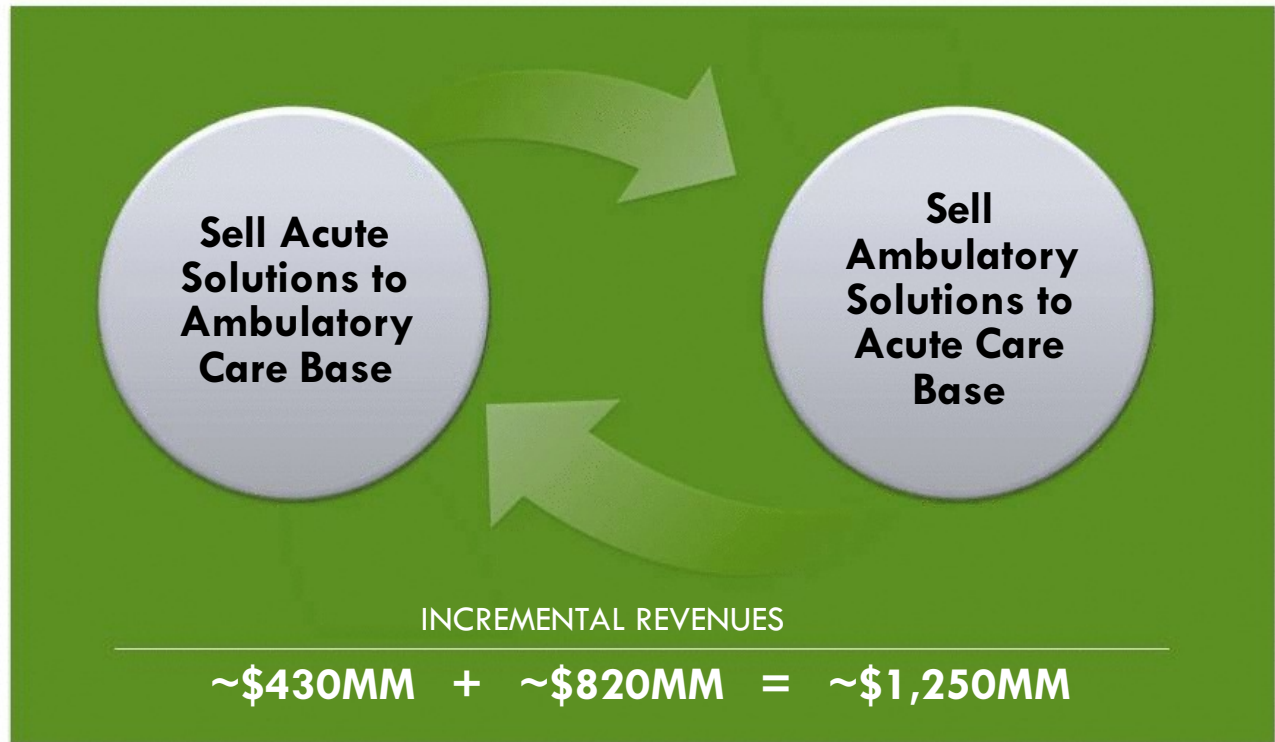 Sell Acute
Solutions to
Ambulatory
Care Base
Sell
Ambulatory
Solutions to
Acute Care
Base
INCREMENTAL REVENUES
~$430MM + ~$820MM = ~$1,250MM